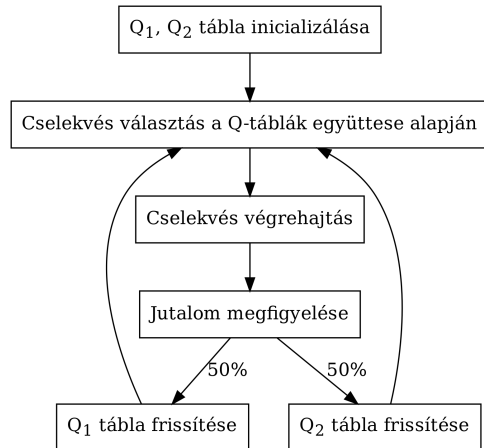 Q1, Q2 tábla inicializálása
Cselekvés választás a Q-táblák együttese alapján
Cselekvés végrehajtás
Jutalom megfigyelése
50%
50%
Q1 tábla frissítése
Q2 tábla frissítése